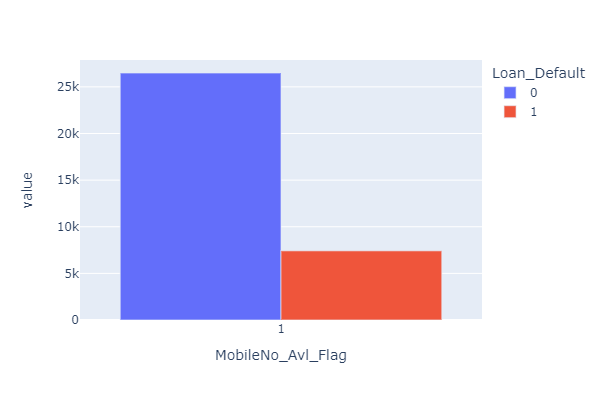 Loan_Default
0
1
25k
20k
15k
10k
5k
0
value
1
MobileNo_Avl_Flag